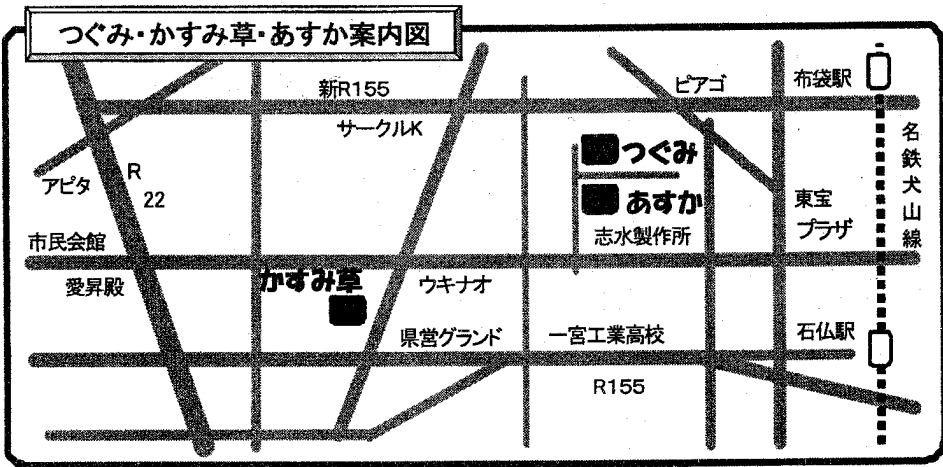 つぐみ・かすみ草・あすか案内図
新R155
ピアゴ
布袋駅
サークルK
名鉄犬山線
つぐみ
アピタ
R
22
あすか
東宝
プラザ
市民会館
志水製作所
愛昇殿
かすみ草
ウキナオ
県営グランド
一宮工業高校
石仏駅
R155